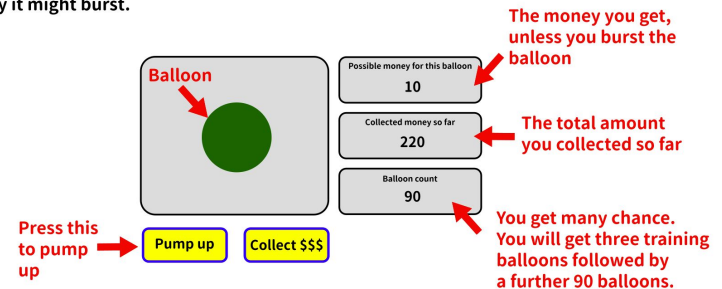 y it might burst.
The money you get,
unless you burst the
balloon
Balloon
Possible money for this balloon
10
Collected money so far
220
The total amount
you collected so far
Balloon count
90
Press this
to pump
up
Pump up
Collect $$$
You get many chance.
You will get three training
balloons followed by
a further 90 balloons.